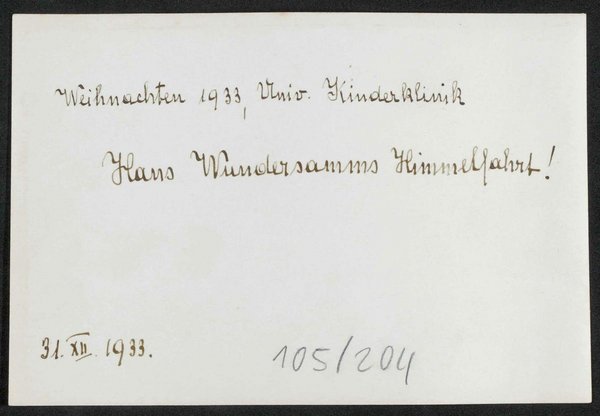 Weihnachten 1933, Univ. Kinderklinik
Hans Wundersamms Himmelfahrt!
31. XII. 1933.
105/204